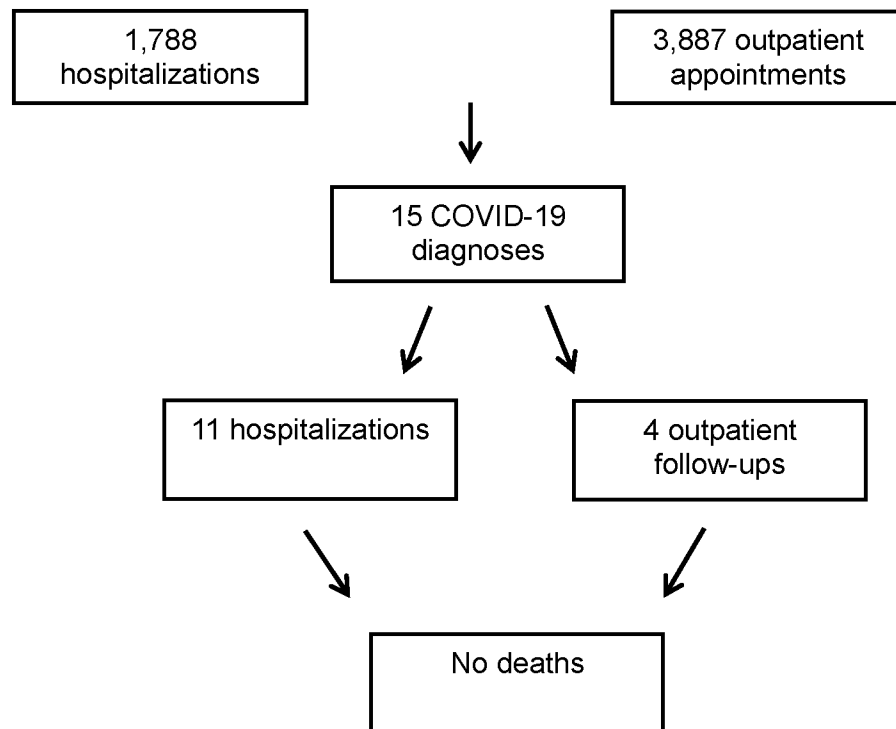 1,788
hospitalizations
3,887 outpatient
appointments
15 COVID-19
diagnoses
11 hospitalizations
4 outpatient
follow-ups
No deaths